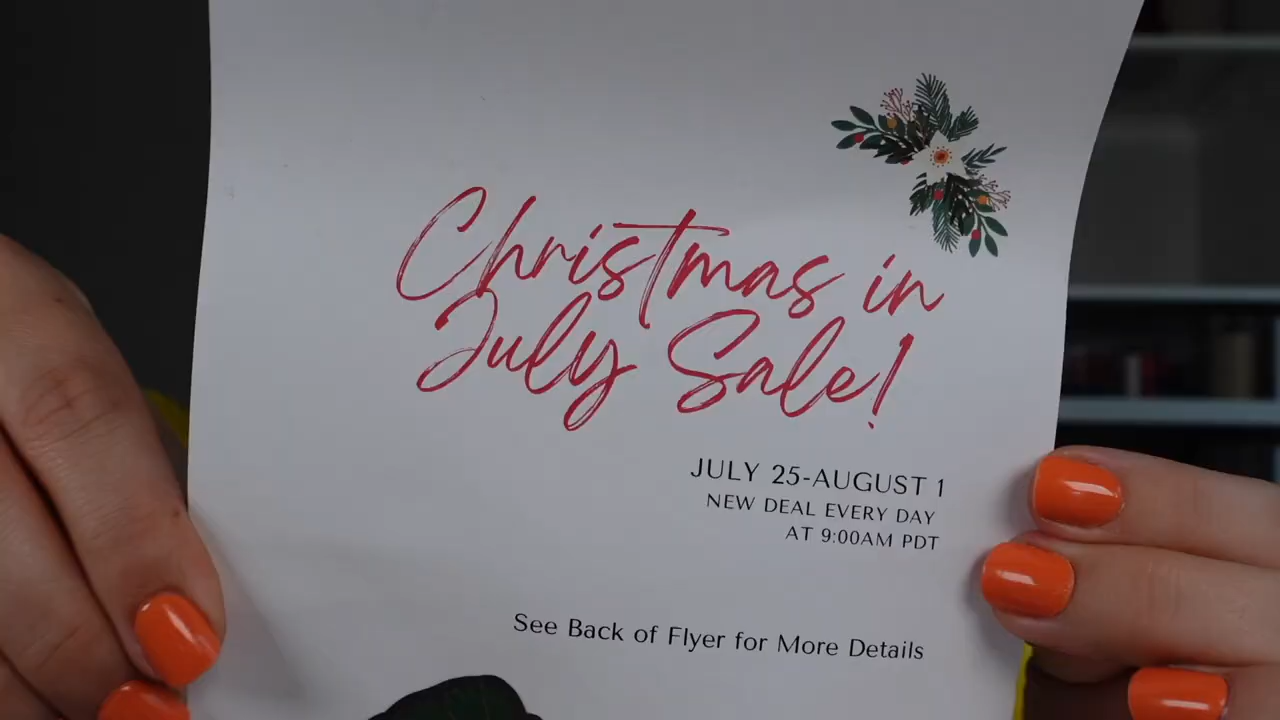 Christmas in
July Sale!
JULY 25-AUGUST 1
NEW DEAL EVERY DAY
AT 9:00AM PDT
See Back of Flyer for More Details